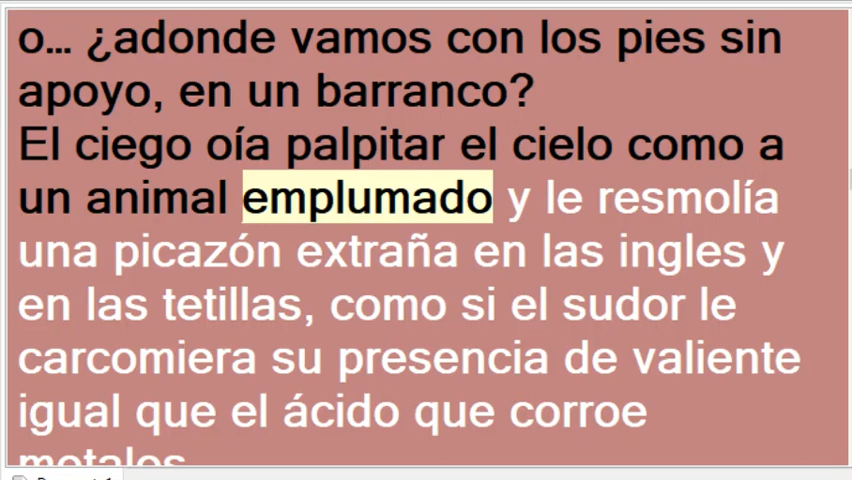 o... ¿adonde vamos con los pies sin
apoyo, en un barranco?
El ciego oía palpitar el cielo como a
un animal emplumado y le resmolía
una picazón extraña en las ingles y
en las tetillas, como si el sudor le
carcomiera su presencia de valiente
igual que el ácido que corroe
metales